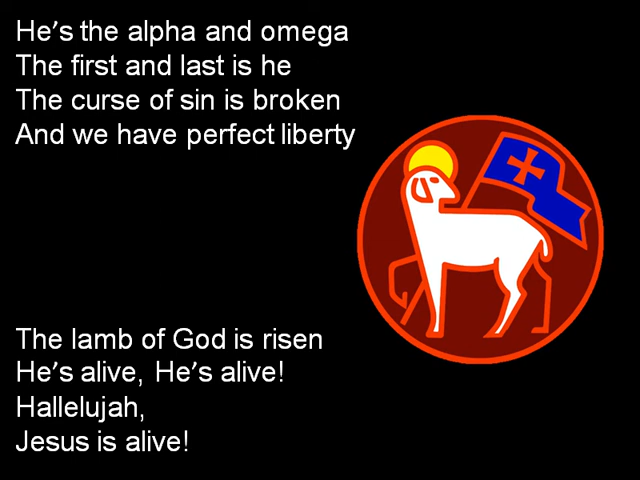 He's the alpha and omega
The first and last is he
The curse of sin is broken
And we have perfect liberty
The lamb of God is risen
He's alive, He's alive!
Hallelujah,
Jesus is alive!